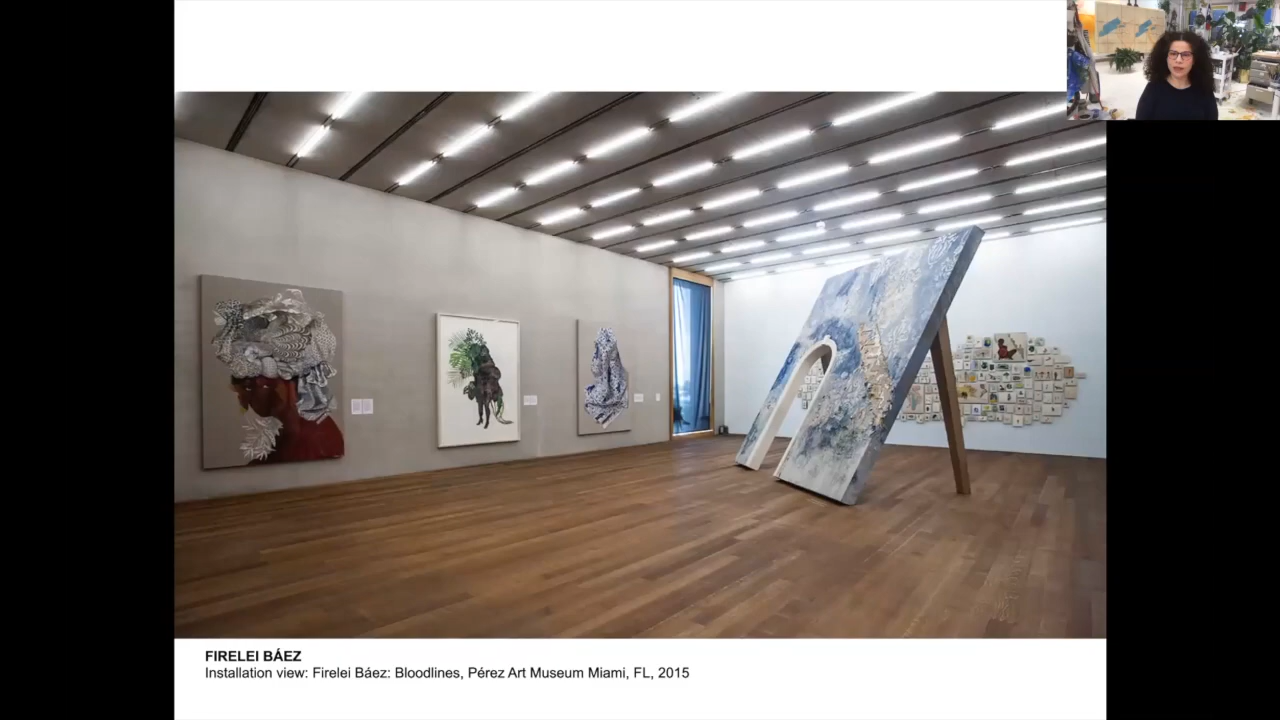 FIRELEI BÁEZ
Installation view: Firelei Báez: Bloodlines, Pérez Art Museum Miami, FL, 2015